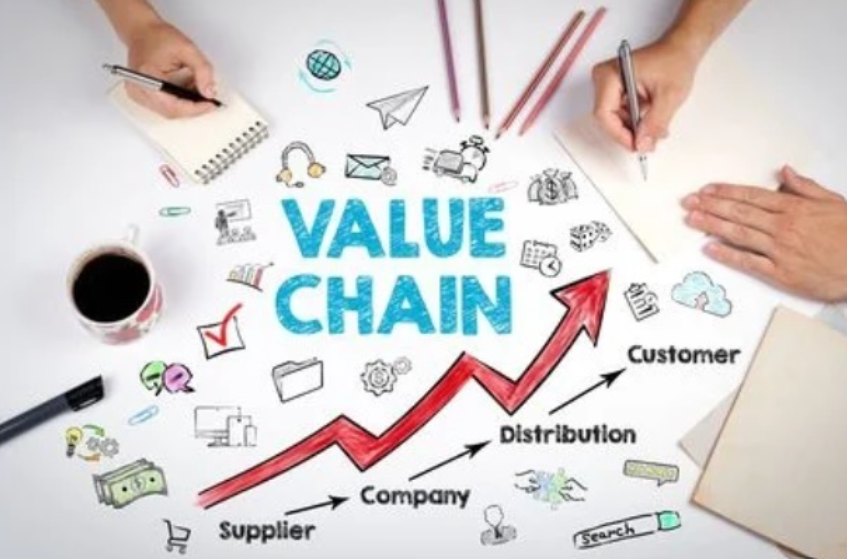 VALUE
CHAIN
Customer
Distribution
Company
Supplier
search